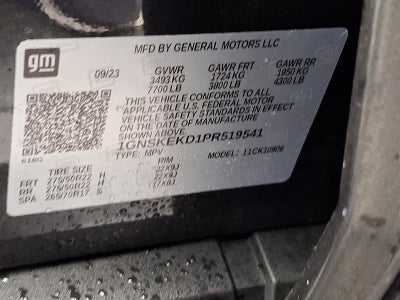 gm
MFD BY GENERAL MOTORS LLC
09/23 GVWR GAWR FRT GAWR RR
3493 KG 1724 KG 1950 KG
7700 LB 3800 LB 4300 LB
THIS VEHICLE CONFORMS TO ALL
APPLICABLE U.S. FEDERAL MOTOR
VEHICLE SAFETY STANDARDS IN EFFECT
ON THE DATE OF MANUFACTURE
SHOWN ABOVE
1GNSKEKD1PR519541
TYPE: MPV MODEL: 11CK10906
TIRE SIZE RIM
FRT 275/50R22 H 22X9J
RR 275/50R22 H 22X9J
SPA 265/70R17 S 17X8J